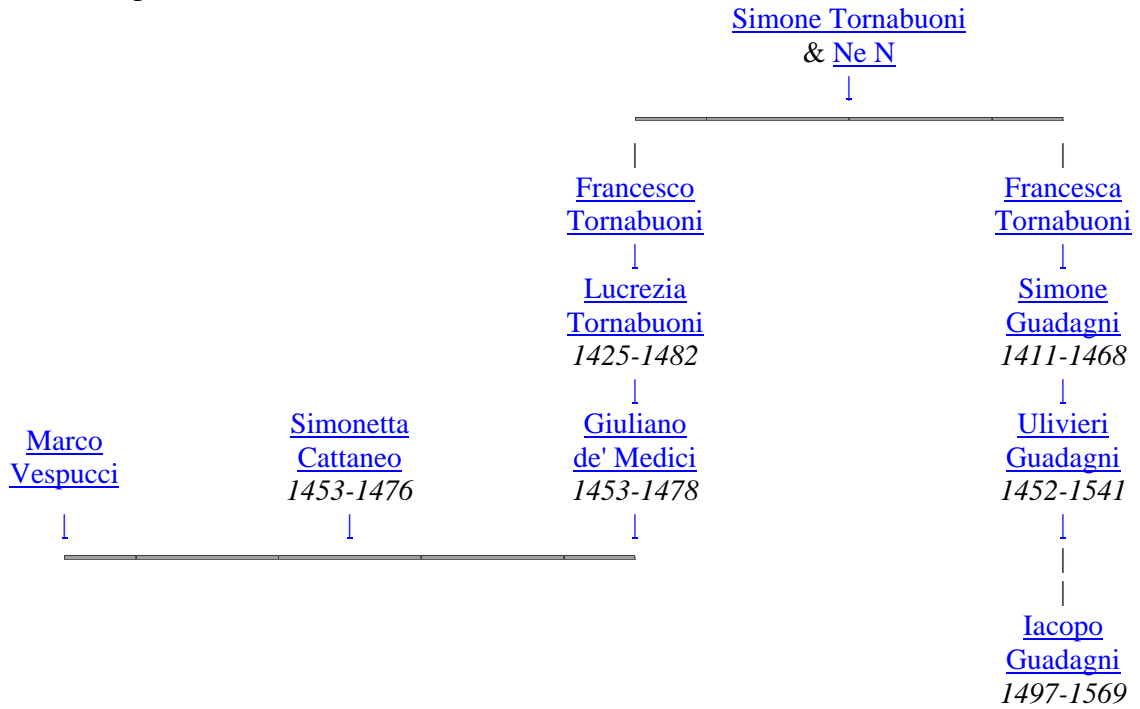 Simone Tornabuoni
& Ne N
|
|
|
Francesco
Tornabuoni
Francesca
Tornabuoni
|
|
Lucrezia
Tornabuoni
1425-1482
Simone
Guadagni
1411-1468
|
|
Marco
Vespucci
Simonetta
Cattaneo
1453-1476
Giuliano
de' Medici
1453-1478
Ulivieri
Guadagni
1452-1541
|
|
|
|
|
|
Iacopo
Guadagni
1497-1569